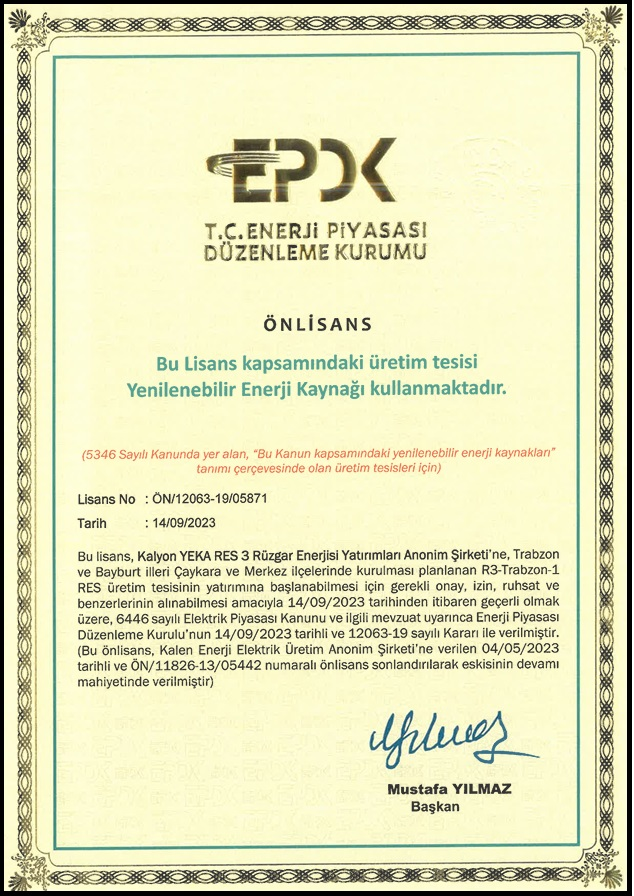 EPDK
T.C. ENERJİ PİYASASI
DÜZENLEME KURUMU
ÖNLİSANS
Bu Lisans kapsamındaki üretim tesisi
Yenilenebilir Enerji Kaynağı kullanmaktadır.
(5346 Sayılı Kanunda yer alan, “Bu Kanun kapsamındaki yenilenebilir enerji kaynakları”
tanımı çerçevesinde olan üretim tesisleri için)
Lisans No : ÖN/12063-19/05871
Tarih : 14/09/2023
Bu lisans, Kalyon YEKA RES 3 Rüzgar Enerjisi Yatırımları Anonim Şirketi’ne, Trabzon
ve Bayburt illeri Çaykara ve Merkez ilçelerinde kurulması planlanan R3-Trabzon-1
RES üretim tesisinin yatırımına başlanabilmesi için gerekli onay, izin, ruhsat ve
benzerlerinin alınabilmesi amacıyla 14/09/2023 tarihinden itibaren geçerli olmak
üzere, 6446 sayılı Elektrik Piyasası Kanunu ve ilgili mevzuat uyarınca Enerji Piyasası
Düzenleme Kurulu’nun 14/09/2023 tarihli ve 12063-19 sayılı Kararı ile verilmiştir.
(Bu önlisans, Kalen Enerji Elektrik Üretim Anonim Şirketi’ne verilen 04/05/2023
tarihli ve ÖN/11826-13/05442 numaralı önlisans sonlandırılarak eskisinin devamı
mahiyetinde verilmiştir)
Mustafa YILMAZ
Başkan